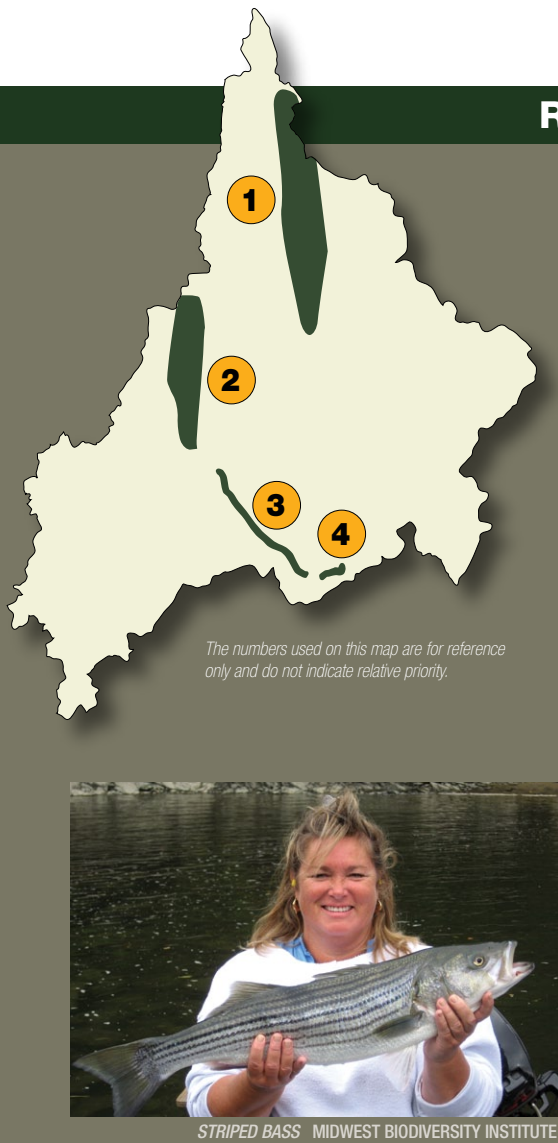 R
1
2
3
4
The numbers used on this map are for reference
only and do not indicate relative priority.
STRIPED BASS MIDWEST BIODIVERSITY INSTITUTE